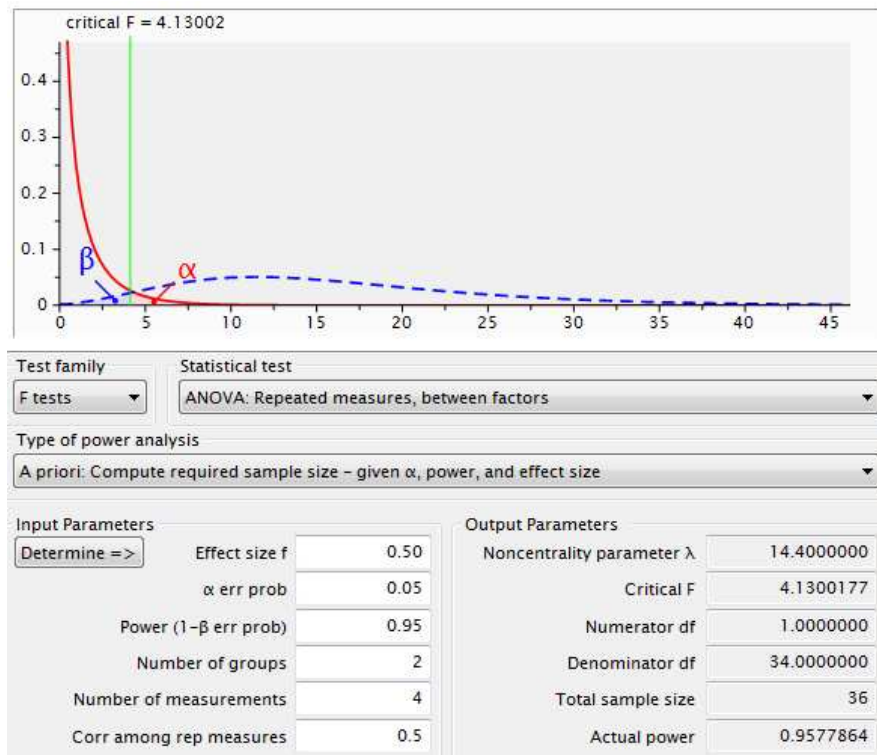 critical F = 4.13002
0.4
0.3
0.2
0.1
β
α
0
0 5 10 15 20 25 30 35 40 45
Test family
Statistical test
F tests
ANOVA: Repeated measures, between factors
Type of power analysis
A priori: Compute required sample size – given α, power, and effect size
Input Parameters
Output Parameters
Determine =>
Effect size f 0.50
Noncentrality parameter λ 14.4000000
α err prob 0.05
Critical F 4.1300177
Power (1-β err prob) 0.95
Numerator df 1.0000000
Number of groups 2
Denominator df 34.0000000
Number of measurements 4
Total sample size 36
Corr among rep measures 0.5
Actual power 0.9577864